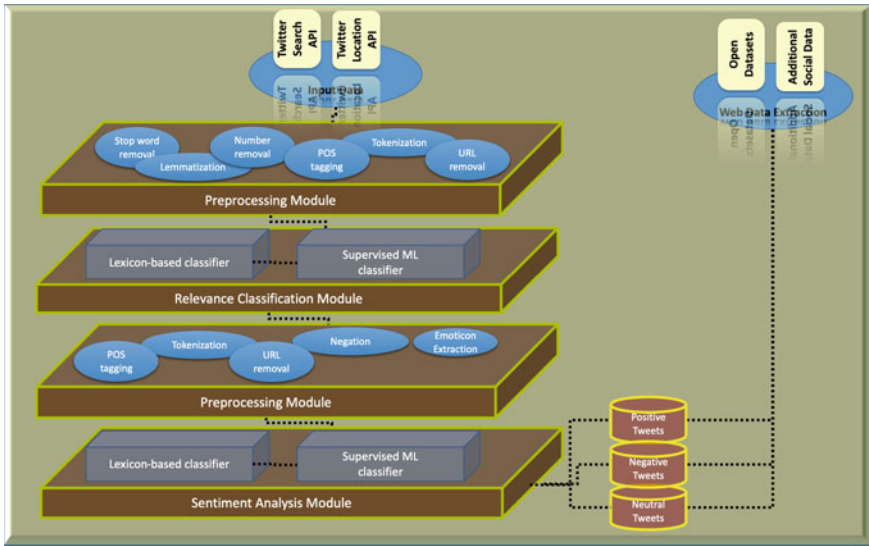 Twitter
Search
API
Twitter
Location
API
Input Data
Open
Datasets
Additional
Social Data
Web Data Extraction
Stop word
removal
Lemmatization
Number
removal
POS
tagging
Tokenization
URL
removal
Preprocessing Module
Lexicon-based classifier
Supervised ML
classifier
Relevance Classification Module
POS
tagging
Tokenization
URL
removal
Negation
Emoticon
Extraction
Preprocessing Module
Lexicon-based classifier
Supervised ML
classifier
Sentiment Analysis Module
Positive
Tweets
Negative
Tweets
Neutral
Tweets